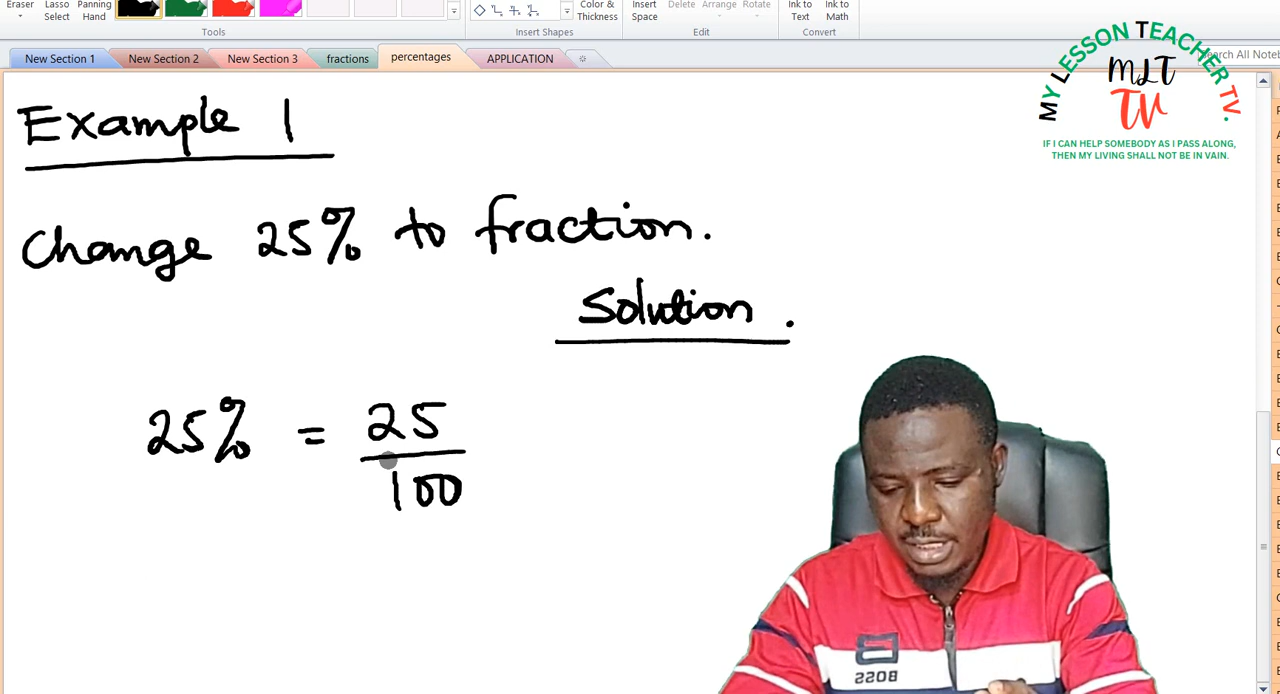 Eraser
Lasso Select
Panning Hand
Color & Thickness
Insert Space
Delete
Arrange
Rotate
Ink to Text
Ink to Math
Tools
Insert Shapes
Edit
Convert
New Section 1
New Section 2
New Section 3
fractions
percentages
APPLICATION
Search All Noteb
MY LESSON TEACHER TV.
MLT
TV
IF I CAN HELP SOMEBODY AS I PASS ALONG,
THEN MY LIVING SHALL NOT BE IN VAIN.
Example 1
Change 25% to fraction.
Solution.
25% = 25
100
BOSS